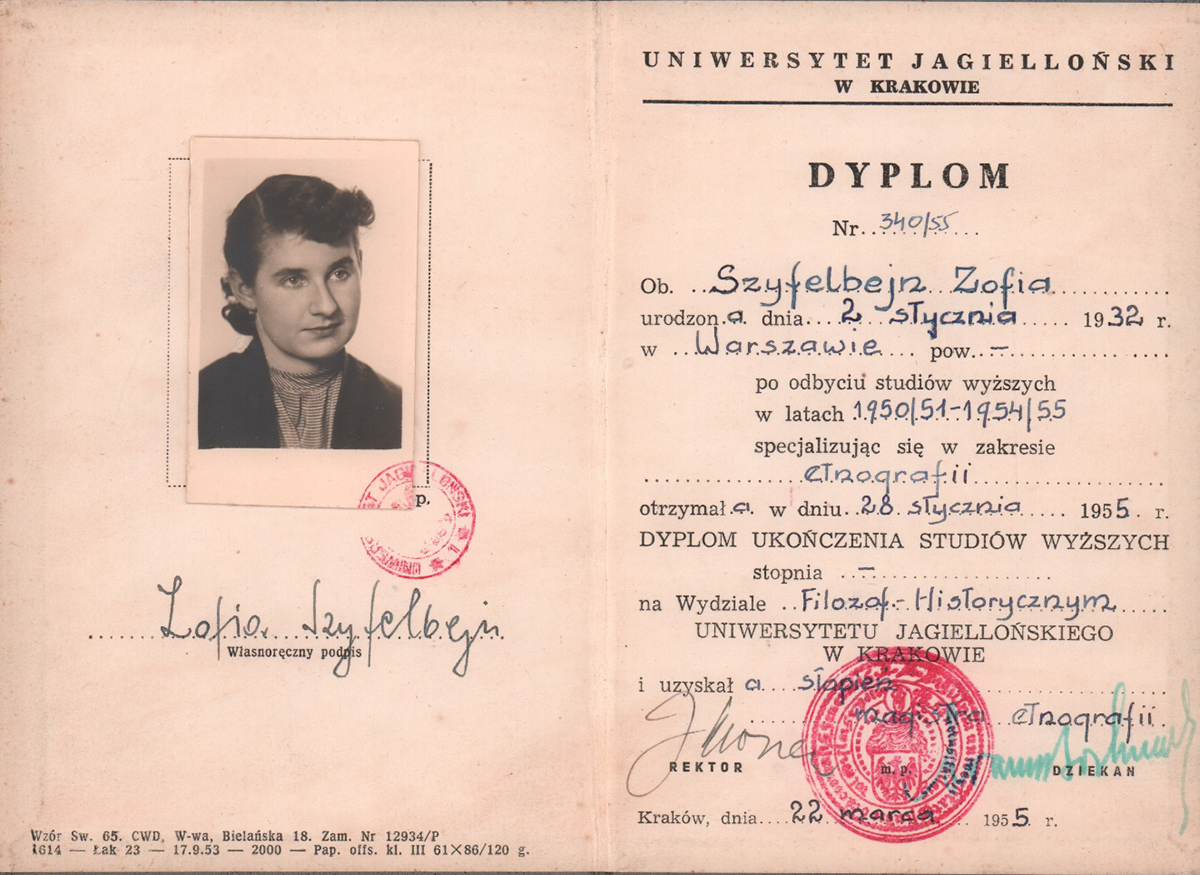 p.
Zofia Szyfelbejn
Własnoręczny podpis
Wzór Sw. 65. CWD, W-wa, Bielańska 18. Zam. Nr 12934/P
1614 — Łak 23 — 17.9.53 — 2000 — Pap. offs. kl. III 61×86/120 g.
UNIWERSYTET JAGIELLOŃSKI
W KRAKOWIE
DYPLOM
Nr 340/55
Ob. Szyfelbejn Zofia
urodzona dnia 2 stycznia 1932 r.
w Warszawie pow. –
po odbyciu studiów wyższych
w latach 1950/51-1954/55
specjalizując się w zakresie
etnografii
otrzymała w dniu 28 stycznia 1955 r.
DYPLOM UKOŃCZENIA STUDIÓW WYŻSZYCH
stopnia –
na Wydziale Filozof.-Historycznym
UNIWERSYTETU JAGIELLOŃSKIEGO
W KRAKOWIE
i uzyskała stopień
magistra etnografii
REKTOR m. p. DZIEKAN
Kraków, dnia 22 marca 1955 r.